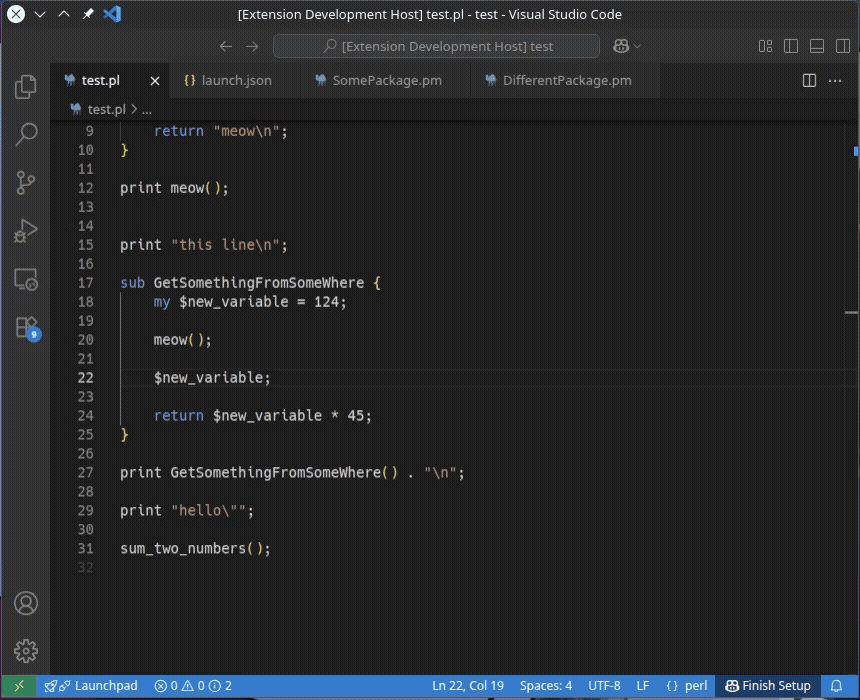 [Extension Development Host] test.pl - test - Visual Studio Code
[Extension Development Host] test
test.pl
{} launch.json
SomePackage.pm
DifferentPackage.pm
test.pl > ...
9 return "meow\n";
10 }
11
12 print meow();
13
14
15 print "this line\n";
16
17 sub GetSomethingFromSomeWhere {
18 my $new_variable = 124;
19
20 meow();
21
22 $new_variable;
23
24 return $new_variable * 45;
25 }
26
27 print GetSomethingFromSomeWhere() . "\n";
28
29 print "hello\"";
30
31 sum_two_numbers();
32
9
Launchpad 0 0 2 Ln 22, Col 19 Spaces: 4 UTF-8 LF {} perl Finish Setup